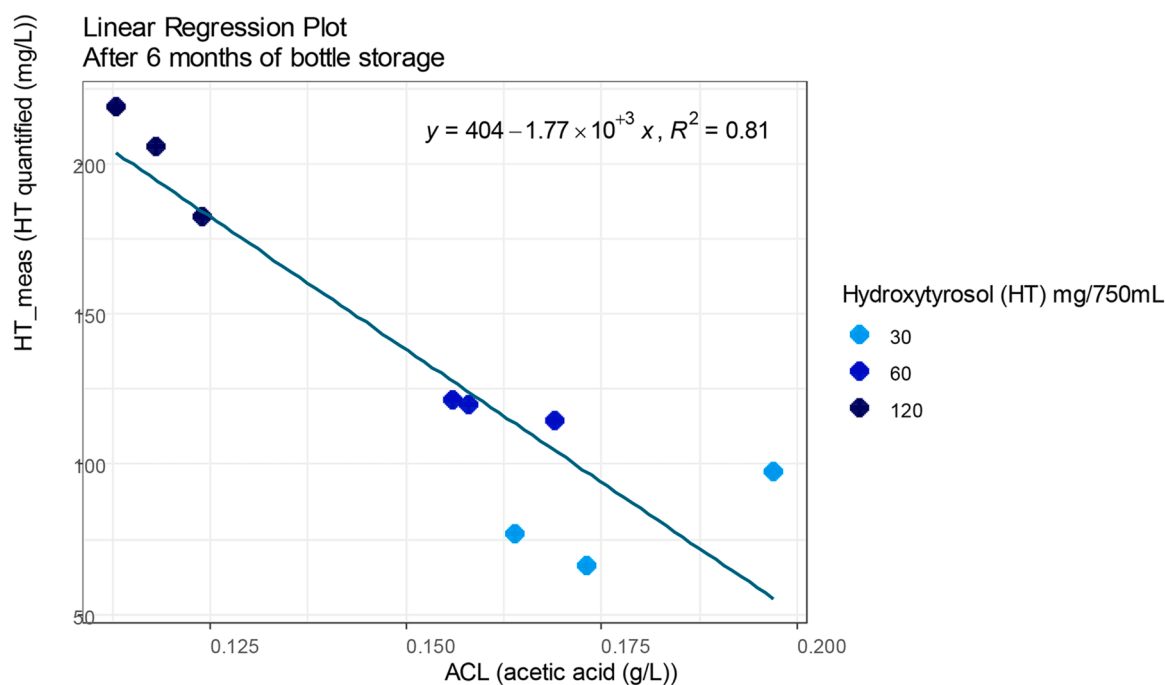 Linear Regression Plot
After 6 months of bottle storage
HT_meas (HT quantified (mg/L))
y = 404 − 1.77 × 10⁺³ x, R² = 0.81
200
150
100
50
0.125
0.150
0.175
0.200
ACL (acetic acid (g/L))
Hydroxytyrosol (HT) mg/750mL
30
60
120